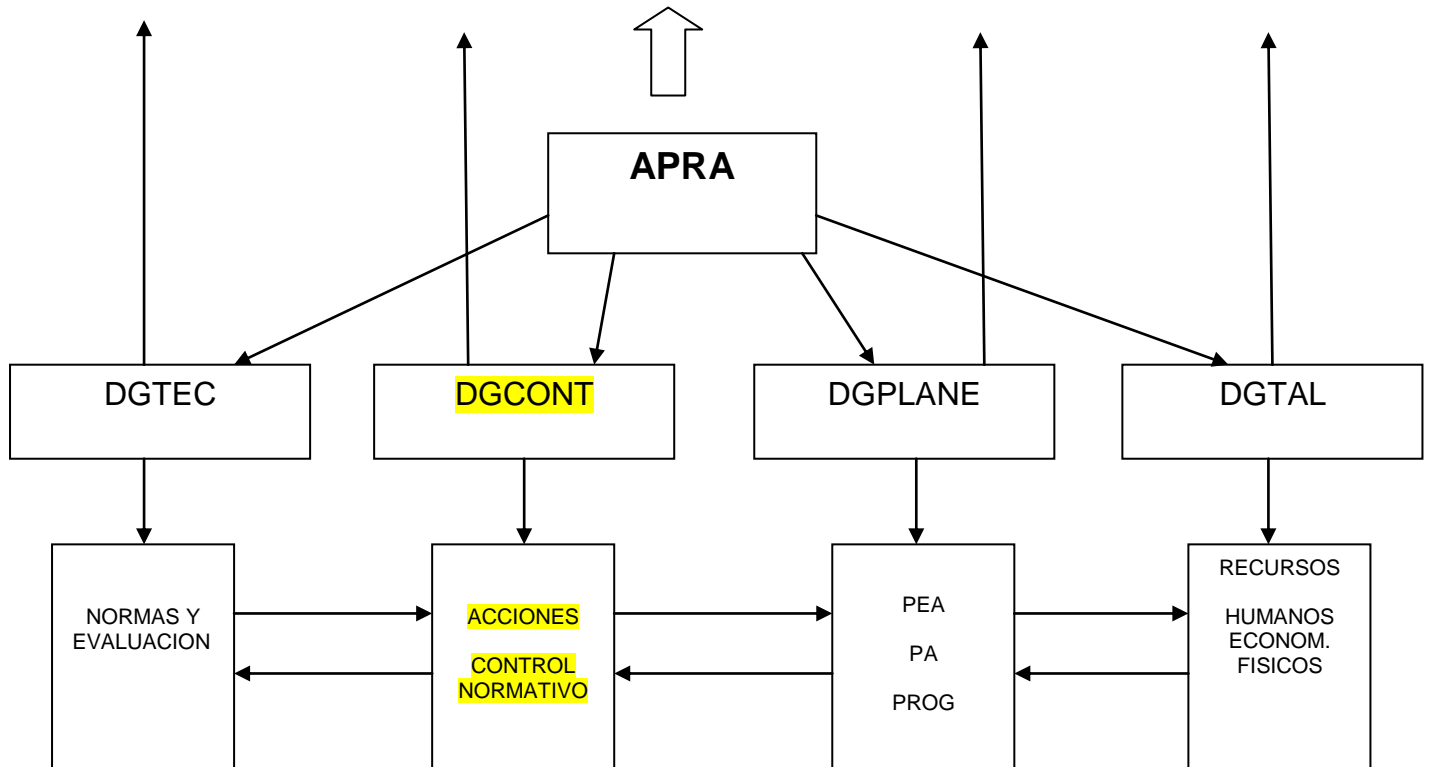 APRA
DGTEC
DGCONT
DGPLANE
DGTAL
NORMAS Y
EVALUACION
ACCIONES
CONTROL
NORMATIVO
PEA
PA
PROG
RECURSOS
HUMANOS
ECONOM.
FISICOS